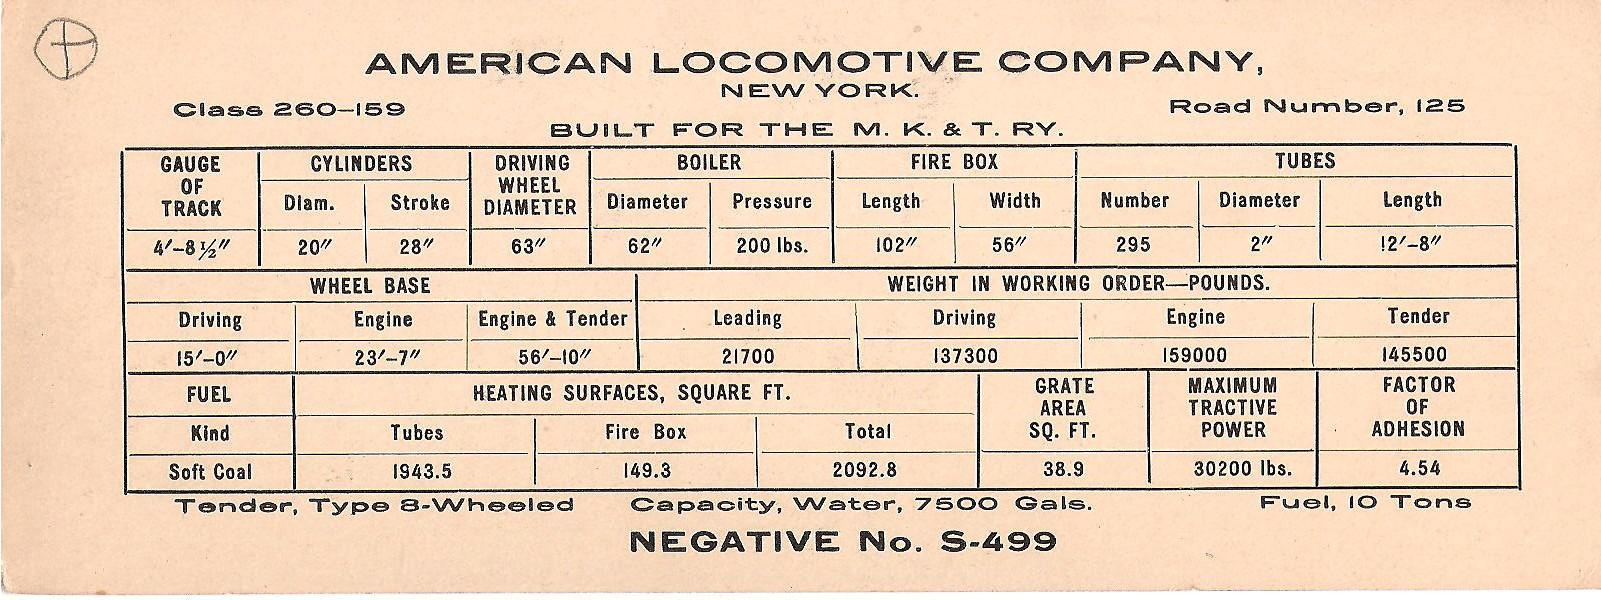 AMERICAN LOCOMOTIVE COMPANY,
NEW YORK.
Class 260–159
Road Number, 125
BUILT FOR THE M. K. & T. RY.
GAUGE OF TRACK CYLINDERS DRIVING WHEEL DIAMETER BOILER FIRE BOX TUBES
Diam. Stroke Diameter Pressure Length Width Number Diameter Length
4′–8½″ 20″ 28″ 63″ 62″ 200 lbs. 102″ 56″ 295 2″ 12′–8″
WHEEL BASE WEIGHT IN WORKING ORDER—POUNDS.
Driving Engine Engine & Tender Leading Driving Engine Tender
15′–0″ 23′–7″ 56′–10″ 21700 137300 159000 145500
FUEL HEATING SURFACES, SQUARE FT. GRATE AREA SQ. FT. MAXIMUM TRACTIVE POWER FACTOR OF ADHESION
Kind Tubes Fire Box Total
Soft Coal 1943.5 149.3 2092.8 38.9 30200 lbs. 4.54
Tender, Type 8-Wheeled Capacity, Water, 7500 Gals. Fuel, 10 Tons
NEGATIVE No. S-499